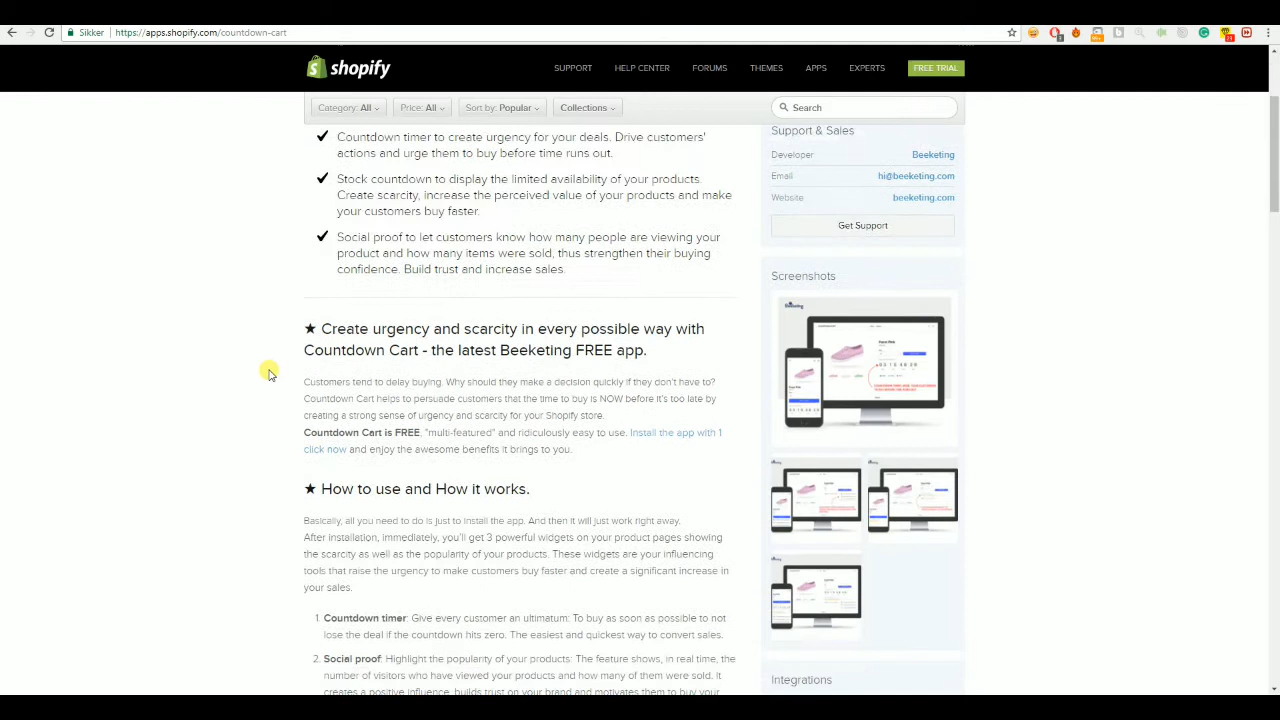 Sikker https://apps.shopify.com/countdown-cart
shopify
SUPPORT HELP CENTER FORUMS THEMES APPS EXPERTS FREE TRIAL
Category: All Price: All Sort by: Popular Collections Search
Countdown timer to create urgency for your deals. Drive customers'
actions and urge them to buy before time runs out.
Stock countdown to display the limited availability of your products.
Create scarcity, increase the perceived value of your products and make
your customers buy faster.
Social proof to let customers know how many people are viewing your
product and how many items were sold, thus strengthen their buying
confidence. Build trust and increase sales.
★ Create urgency and scarcity in every possible way with
Countdown Cart - the latest Beeketing FREE app.
Customers tend to delay buying. Why should they make a decision quickly if they don't have to?
Countdown Cart helps to persuade customers that the time to buy is NOW before it's too late by
creating a strong sense of urgency and scarcity for your Shopify store.
Countdown Cart is FREE, "multi-featured" and ridiculously easy to use. Install the app with 1
click now and enjoy the awesome benefits it brings to you.
★ How to use and How it works.
Basically, all you need to do is just to Install the app. And then it will just work right away.
After installation, immediately, you'll get 3 powerful widgets on your product pages showing
the scarcity as well as the popularity of your products. These widgets are your influencing
tools that raise the urgency to make customers buy faster and create a significant increase in
your sales.
1. Countdown timer: Give every customer an ultimatum: To buy as soon as possible to not
lose the deal if the countdown hits zero. The easiest and quickest way to convert sales.
2. Social proof: Highlight the popularity of your products: The feature shows, in real time, the
number of visitors who have viewed your products and how many of them were sold. It
creates a positive influence, builds trust on your brand and motivates them to buy your
Support & Sales
Developer Beeketing
Email hi@beeketing.com
Website beeketing.com
Get Support
Screenshots
Beeketing
Integrations